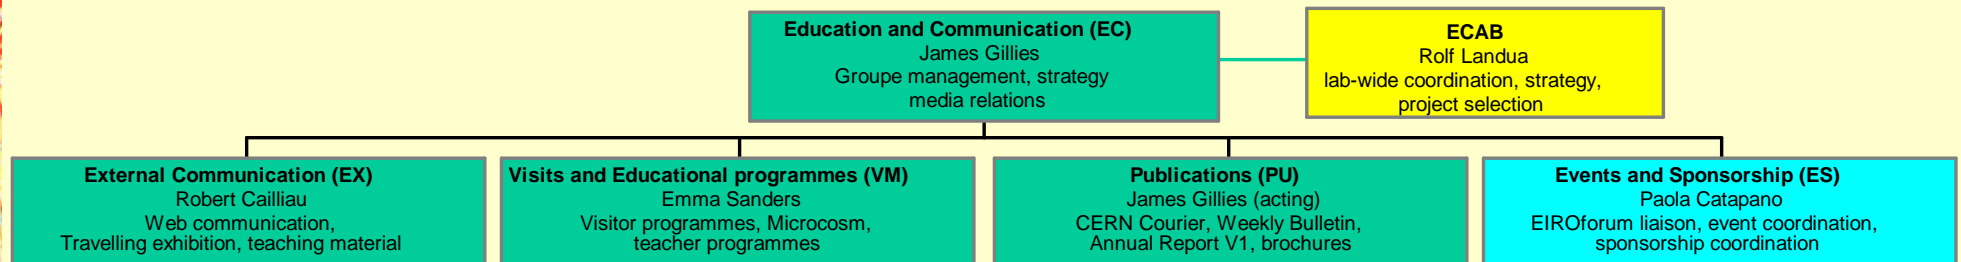 Education and Communication (EC)
James Gillies
Groupe management, strategy
media relations
ECAB
Rolf Landua
lab-wide coordination, strategy,
project selection
External Communication (EX)
Robert Cailliau
Web communication,
Travelling exhibition, teaching material
Visits and Educational programmes (VM)
Emma Sanders
Visitor programmes, Microcosm,
teacher programmes
Publications (PU)
James Gillies (acting)
CERN Courier, Weekly Bulletin,
Annual Report V1, brochures
Events and Sponsorship (ES)
Paola Catapano
EIROforum liaison, event coordination,
sponsorship coordination